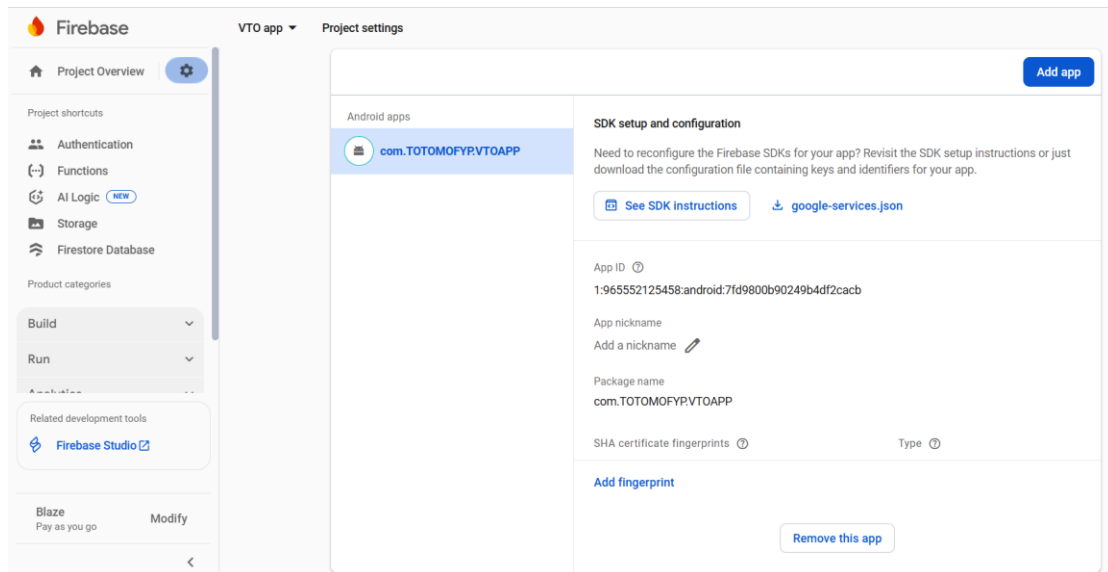 Firebase
VTO app
Project settings
Project Overview
Project shortcuts
Authentication
Functions
AI Logic NEW
Storage
Firestore Database
Product categories
Build
Run
Analytics
Related development tools
Firebase Studio
Blaze
Pay as you go
Modify
Add app
Android apps
com.TOTOMOFYP.VTOAPP
SDK setup and configuration
Need to reconfigure the Firebase SDKs for your app? Revisit the SDK setup instructions or just
download the configuration file containing keys and identifiers for your app.
See SDK instructions
google-services.json
App ID
1:965552125458:android:7fd9800b90249b4df2cacb
App nickname
Add a nickname
Package name
com.TOTOMOFYP.VTOAPP
SHA certificate fingerprints
Type
Add fingerprint
Remove this app